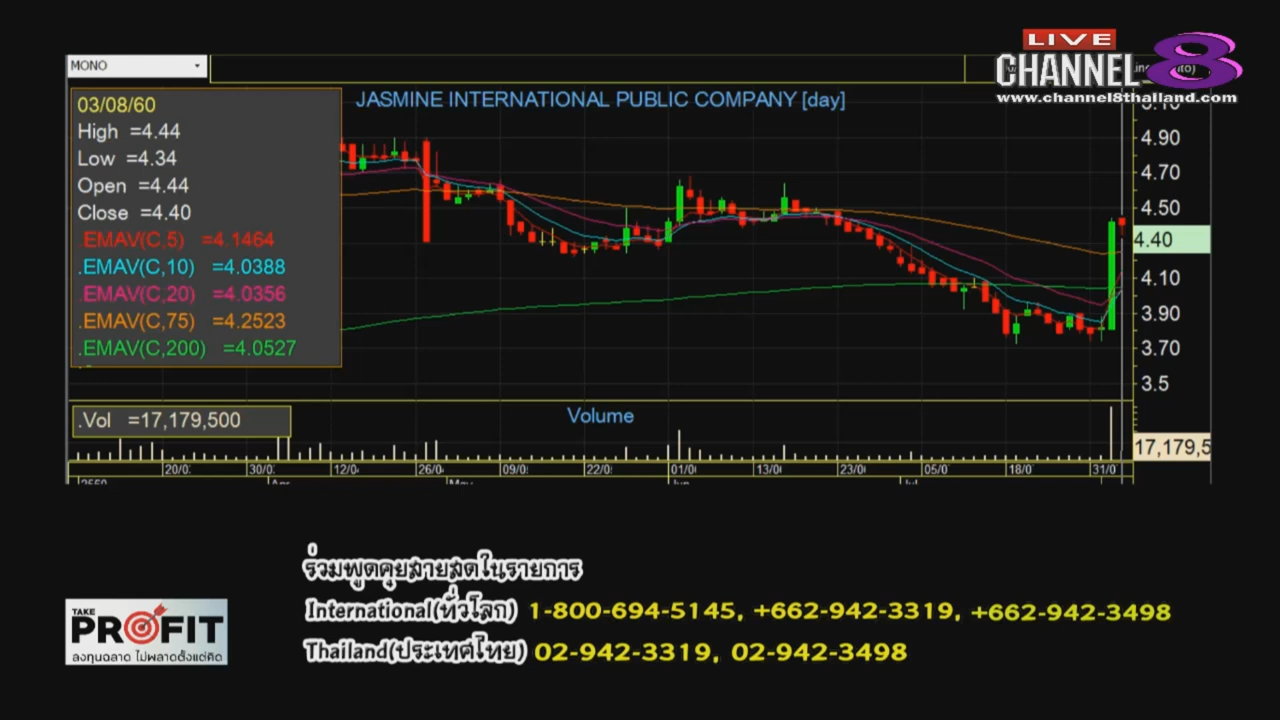 LIVE
CHANNEL 8
www.channel8thailand.com
MONO
JASMINE INTERNATIONAL PUBLIC COMPANY [day]
03/08/60
High =4.44
Low =4.34
Open =4.44
Close =4.40
.EMAV(C,5) =4.1464
.EMAV(C,10) =4.0388
.EMAV(C,20) =4.0356
.EMAV(C,75) =4.2523
.EMAV(C,200) =4.0527
5.10
4.90
4.70
4.50
4.40
4.10
3.90
3.70
3.5
.Vol =17,179,500
Volume
17,179,5
20/0 30/0 12/0 26/0 09/0 22/0 01/0 13/0 23/0 05/0 18/0 31/0
2560 Apr May Jun Jul
ร่วมพูดคุยสายสดในรายการ
International(ทั่วโลก) 1-800-694-5145, +662-942-3319, +662-942-3498
Thailand(ประเทศไทย) 02-942-3319, 02-942-3498
TAKE
PROFIT
ลงทุนฉลาด ไม่พลาดตั้งแต่คิด